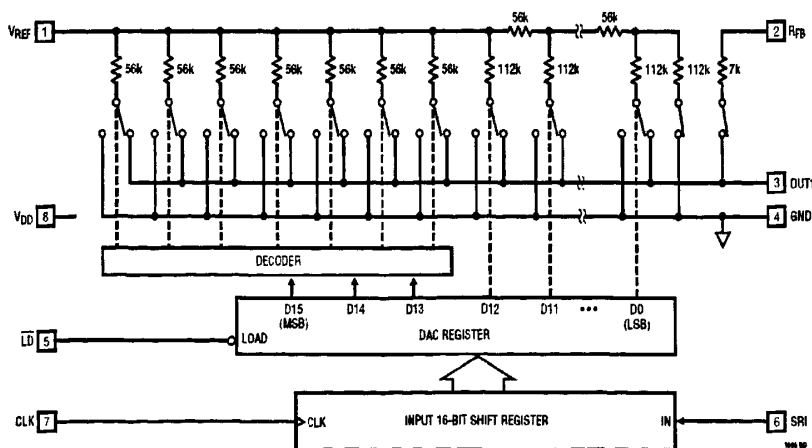 56k 56k
VREF 1 2 RFB
56k 56k 56k 56k 56k 56k 56k 112k 112k 112k 112k 7k
3 OUT1
VDD 8 4 GND
DECODER
D15 (MSB) D14 D13 D12 D11 ••• D0 (LSB)
LD 5 LOAD DAC REGISTER
CLK 7 CLK INPUT 16-BIT SHIFT REGISTER IN 6 SRI